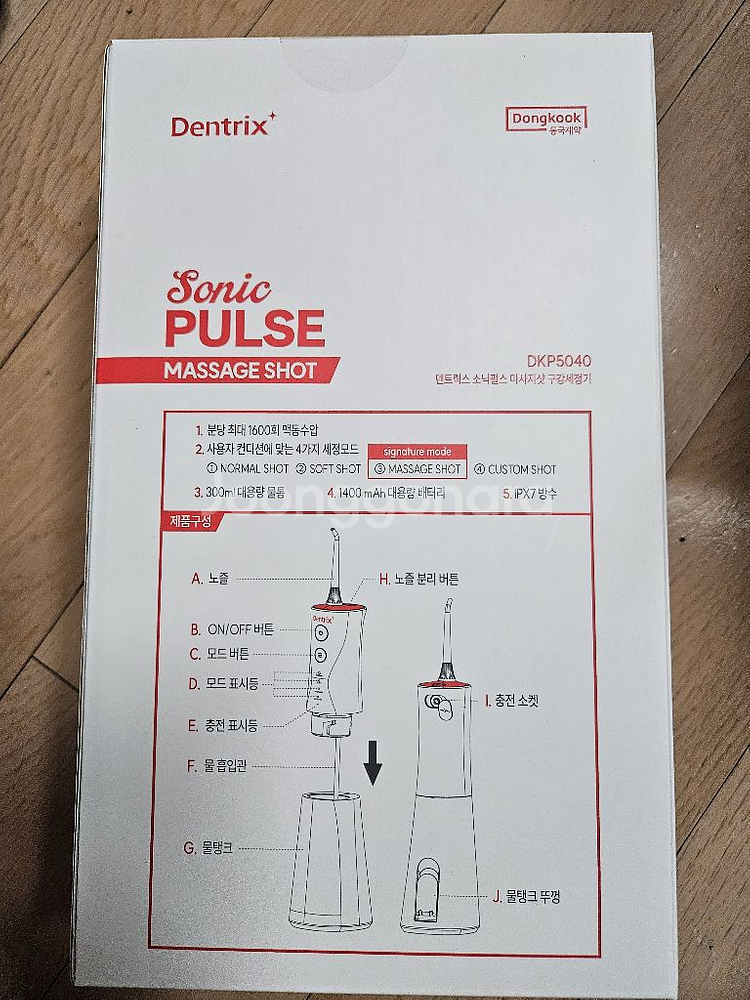 Dentrix
Dongkook
동국제약
Sonic
PULSE
MASSAGE SHOT
DKP5040
덴트릭스 소닉펄스 마사지샷 구강세정기
1. 분당 최대 1600회 맥동수압
2. 사용자 컨디션에 맞는 4가지 세정모드
signature mode
① NORMAL SHOT ② SOFT SHOT ③ MASSAGE SHOT ④ CUSTOM SHOT
3. 300ml 대용량 물통 4. 1400 mAh 대용량 배터리 5. IPX7 방수
Joonggonara
제품구성
A. 노즐
H. 노즐 분리 버튼
Dentrix
B. ON/OFF 버튼
C. 모드 버튼
D. 모드 표시등
I. 충전 소켓
E. 충전 표시등
F. 물 흡입관
G. 물탱크
J. 물탱크 뚜껑